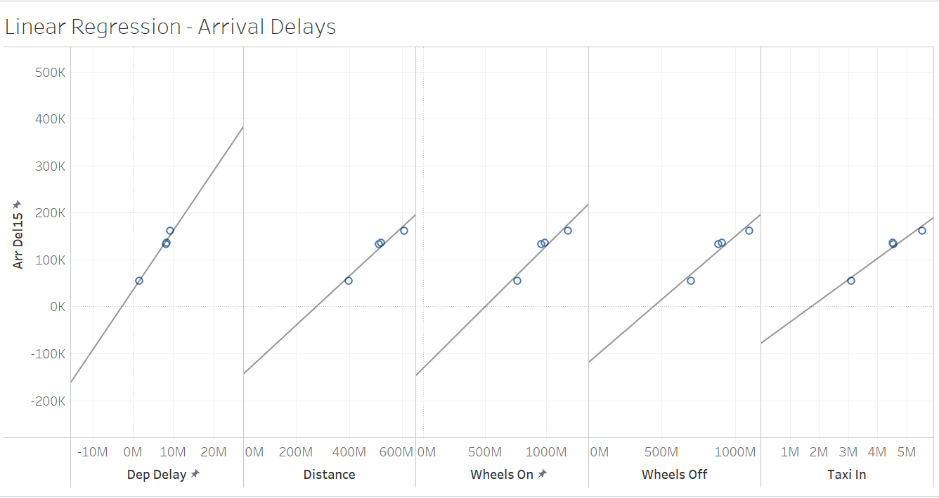 Linear Regression - Arrival Delays
500K
400K
300K
200K
100K
0K
-100K
-200K
Arr Del15
-10M 0M 10M 20M 0M 200M 400M 600M 0M 500M 1000M 0M 500M 1000M 1M 2M 3M 4M 5M
Dep Delay Distance Wheels On Wheels Off Taxi In